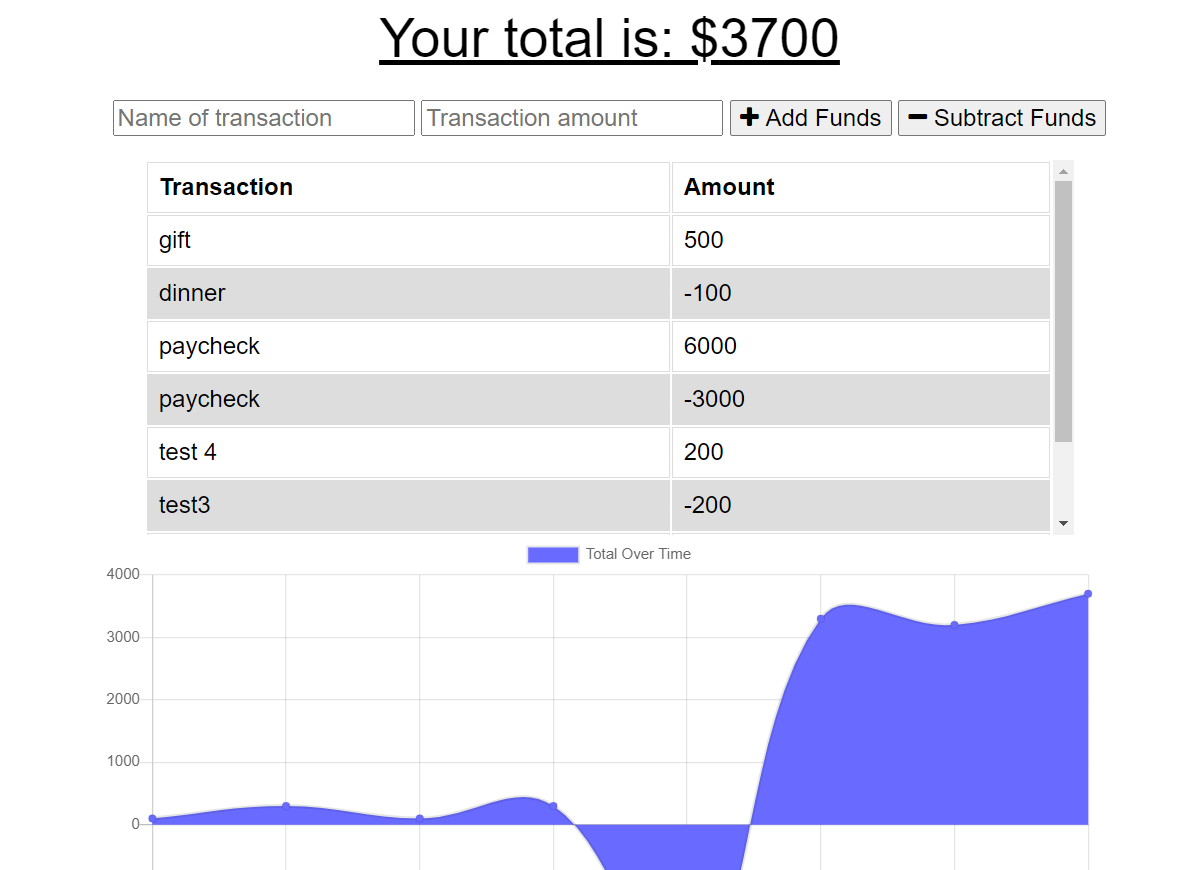 Your total is: $3700
Name of transaction Transaction amount Add Funds Subtract Funds
Transaction Amount
gift 500
dinner -100
paycheck 6000
paycheck -3000
test 4 200
test3 -200
Total Over Time
4000
3000
2000
1000
0